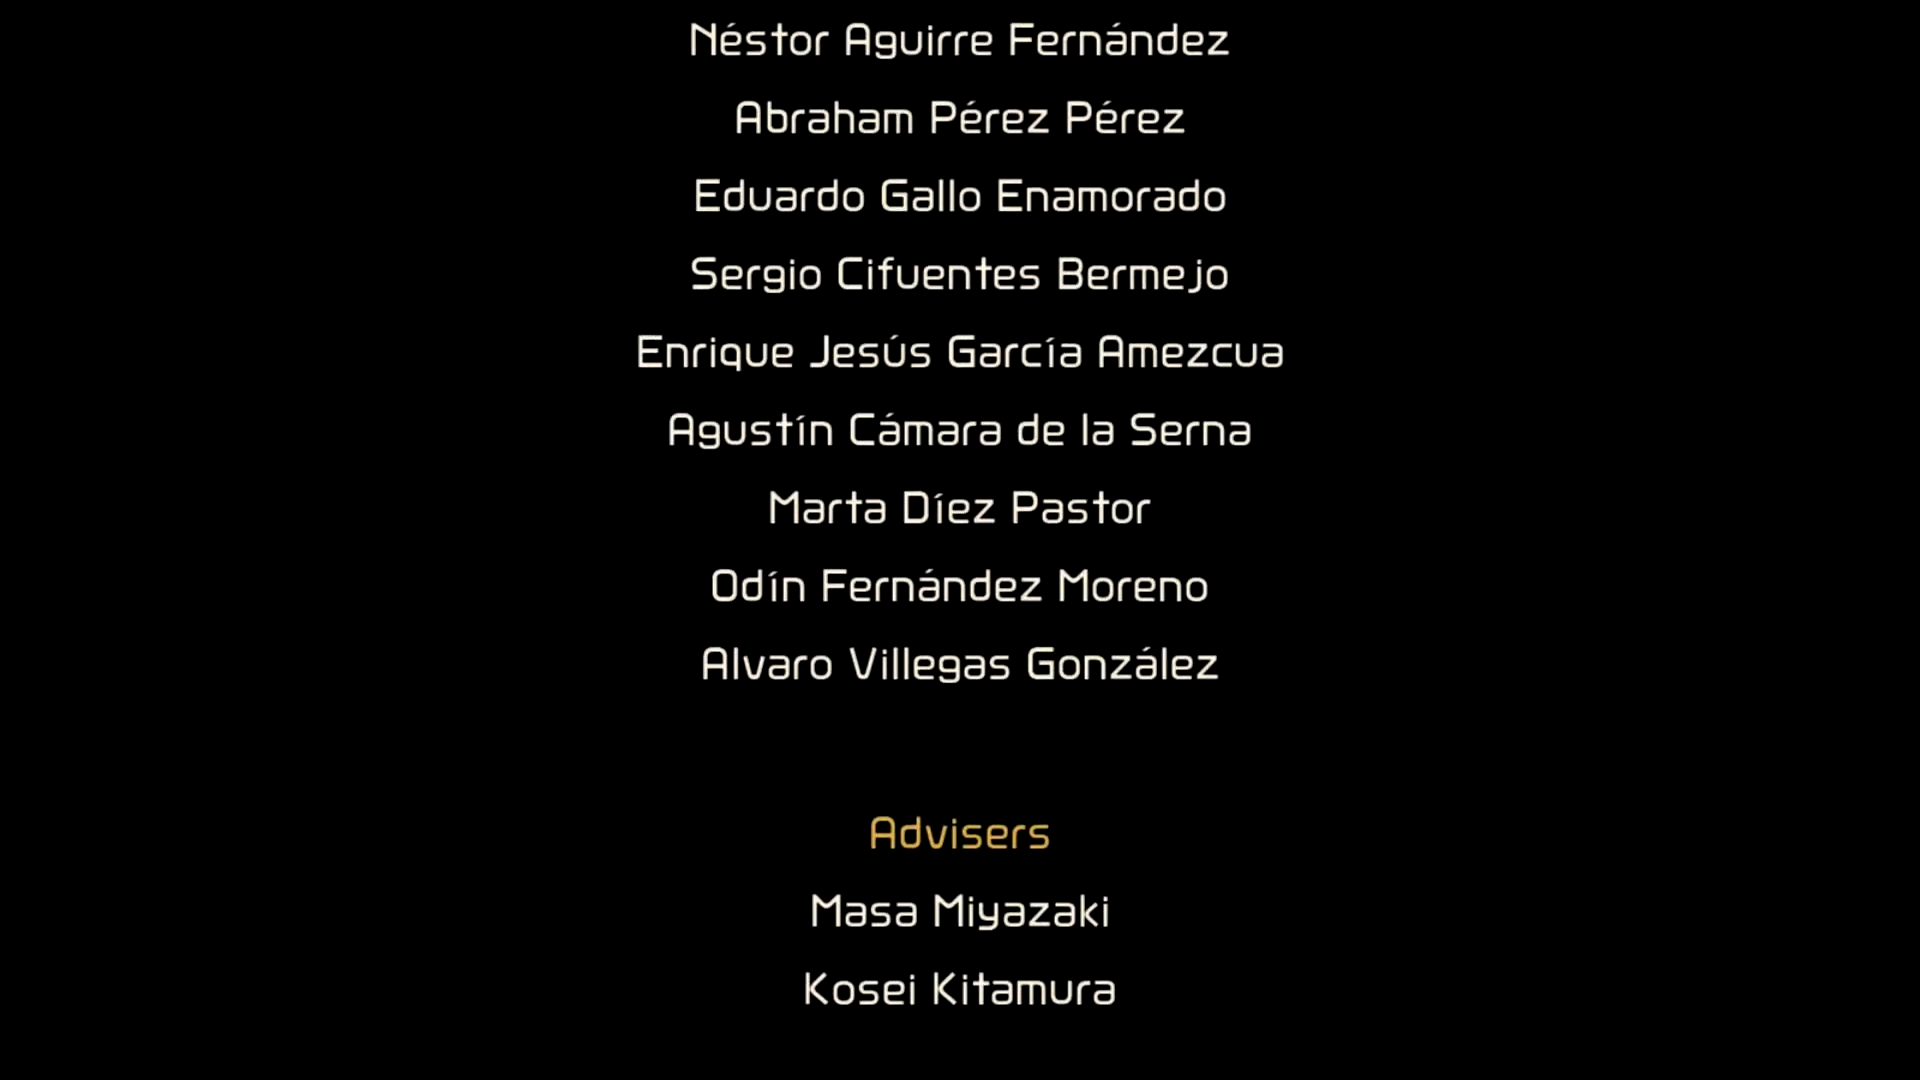 Néstor Aguirre Fernández
Abraham Pérez Pérez
Eduardo Gallo Enamorado
Sergio Cifuentes Bermejo
Enrique Jesús García Amezcua
Agustín Cámara de la Serna
Marta Díez Pastor
Odín Fernández Moreno
Alvaro Villegas González
Advisers
Masa Miyazaki
Kosei Kitamura